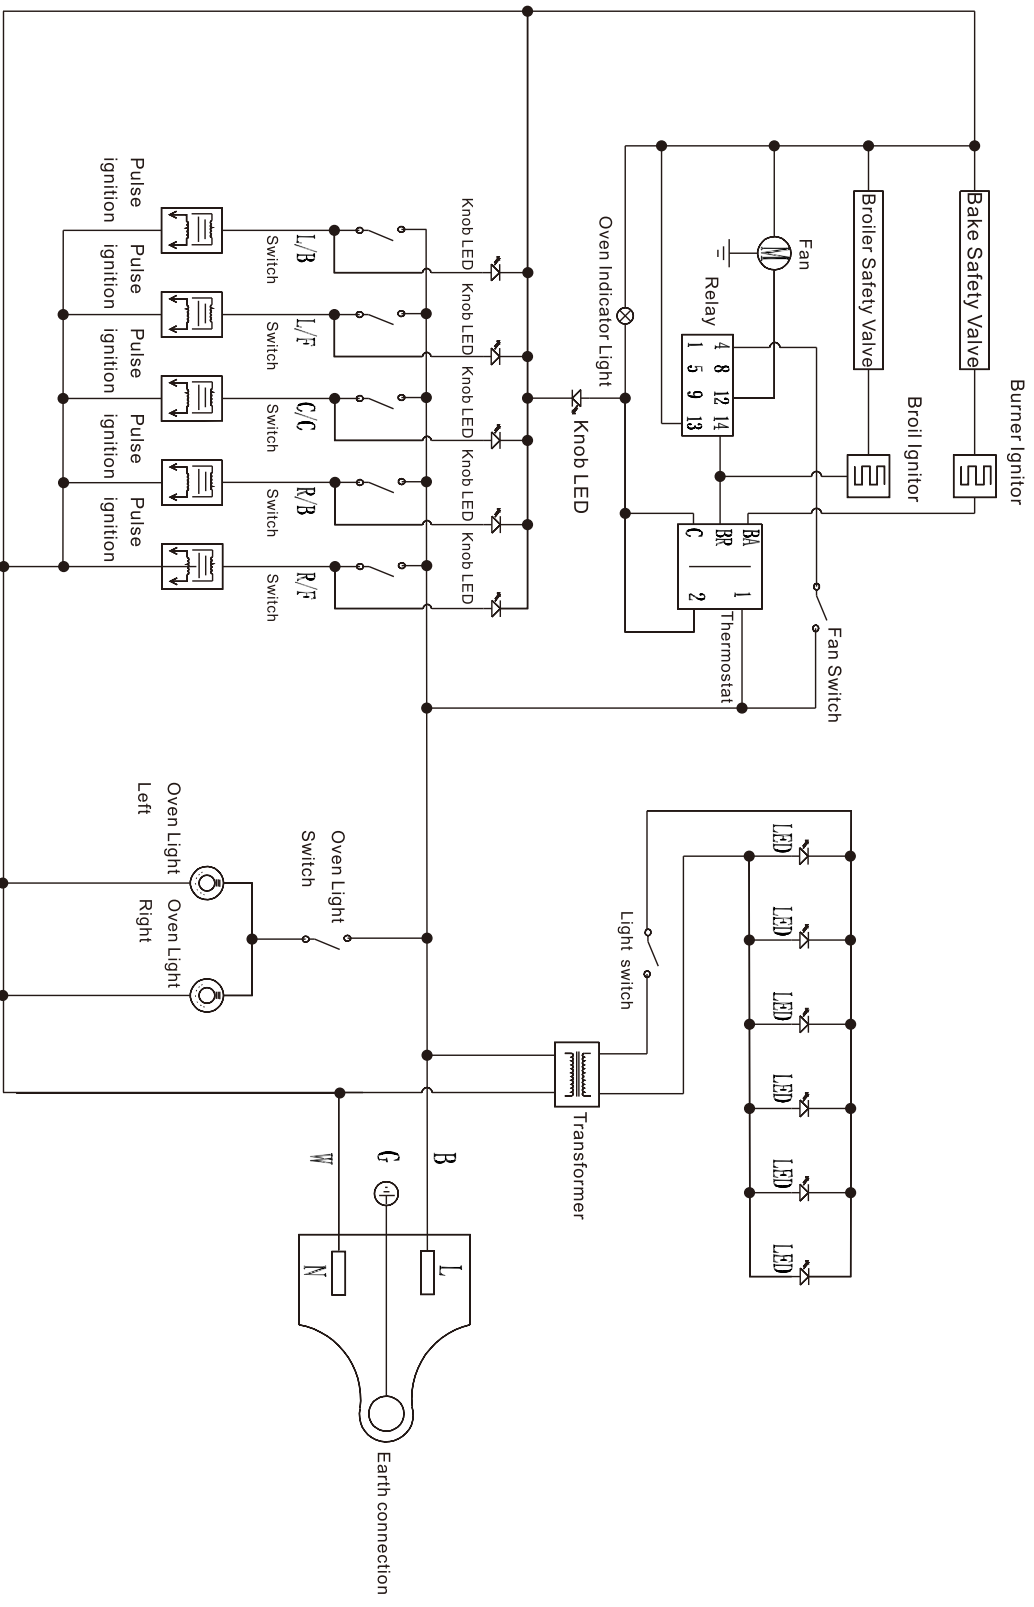 Burner Ignitor
Bake Safety Valve
Broil Ignitor
Broiler Safety Valve
Fan Switch
Fan
M
LED
LED
LED
LED
LED
LED
Relay
4 8 12 14
1 5 9 13
BA 1
BR
C 2
Thermostat
Light switch
Oven Indicator Light
Knob LED
Transformer
Knob LED
Knob LED
Knob LED
Knob LED
Knob LED
B
L
G
Earth connection
W
N
Oven Light
Switch
L/B
Switch
L/F
Switch
C/C
Switch
R/B
Switch
R/F
Switch
Oven Light
Left
Oven Light
Right
Pulse
ignition
Pulse
ignition
Pulse
ignition
Pulse
ignition
Pulse
ignition